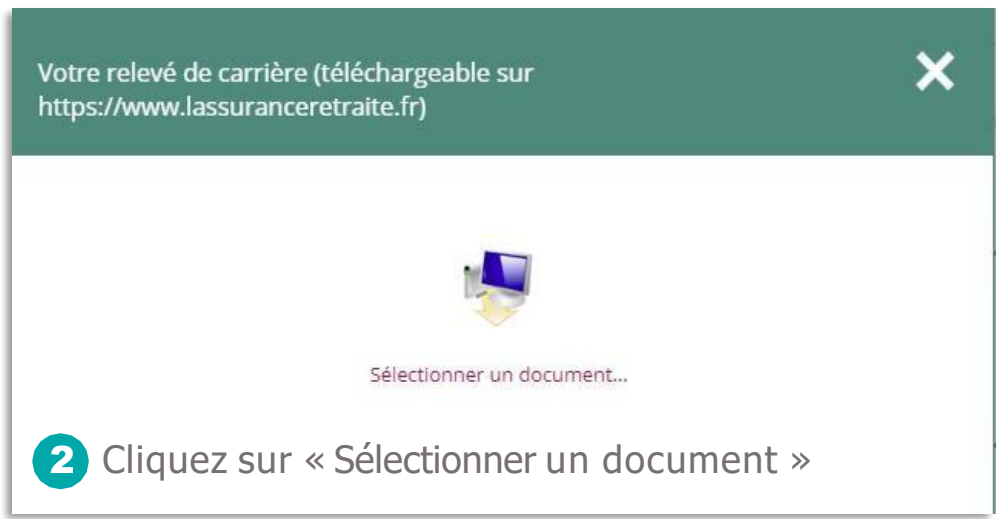 Votre relevé de carrière (téléchargeable sur
https://www.lassuranceretraite.fr)
Sélectionner un document...
2 Cliquez sur « Sélectionner un document »